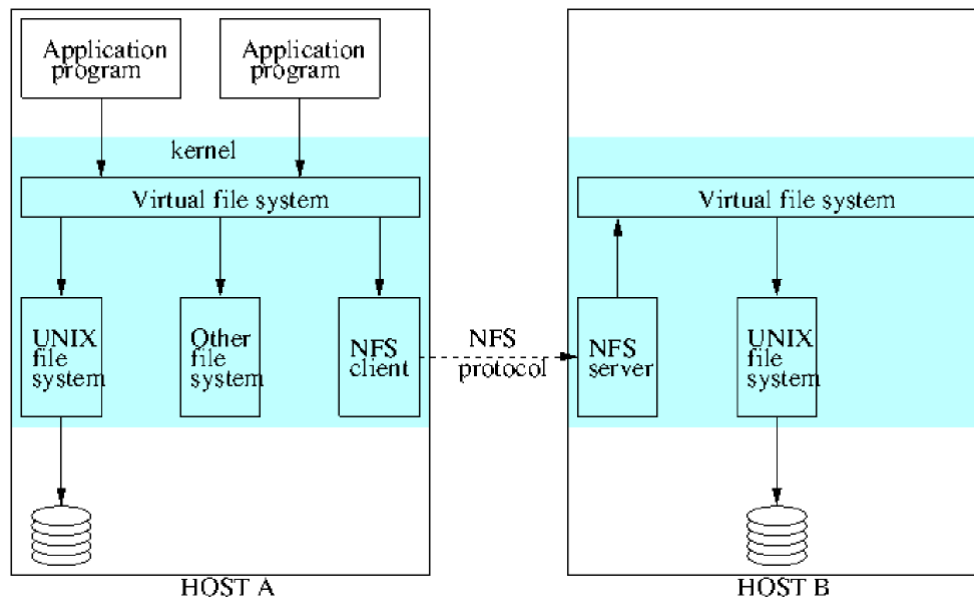 Application
program
Application
program
kernel
Virtual file system
UNIX
file
system
Other
file
system
NFS
client
NFS
protocol
Virtual file system
NFS
server
UNIX
file
system
HOST A
HOST B